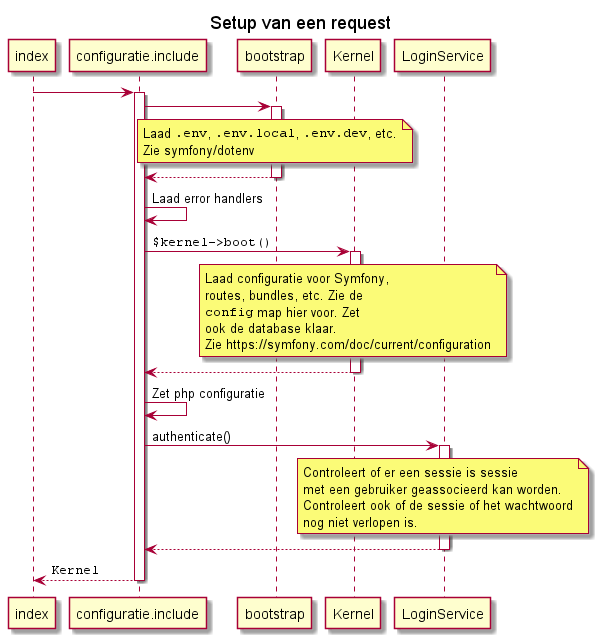 Setup van een request
index
configuratie.include
bootstrap
Kernel
LoginService
Laad .env, .env.local, .env.dev, etc.
Zie symfony/dotenv
Laad error handlers
$kernel->boot()
Laad configuratie voor Symfony,
routes, bundles, etc. Zie de
config map hier voor. Zet
ook de database klaar.
Zie https://symfony.com/doc/current/configuration
Zet php configuratie
authenticate()
Controleert of er een sessie is sessie
met een gebruiker geassocieerd kan worden.
Controleert ook of de sessie of het wachtwoord
nog niet verlopen is.
Kernel
index
configuratie.include
bootstrap
Kernel
LoginService